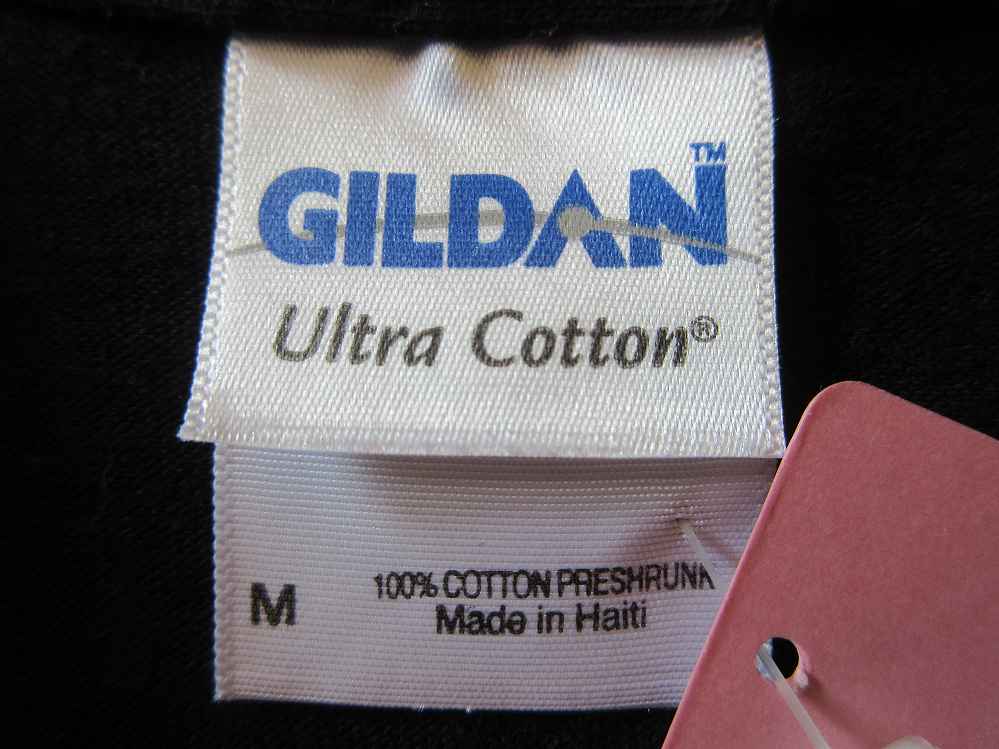 GILDAN™
Ultra Cotton®
M
100% COTTON PRESHRUNK
Made in Haiti